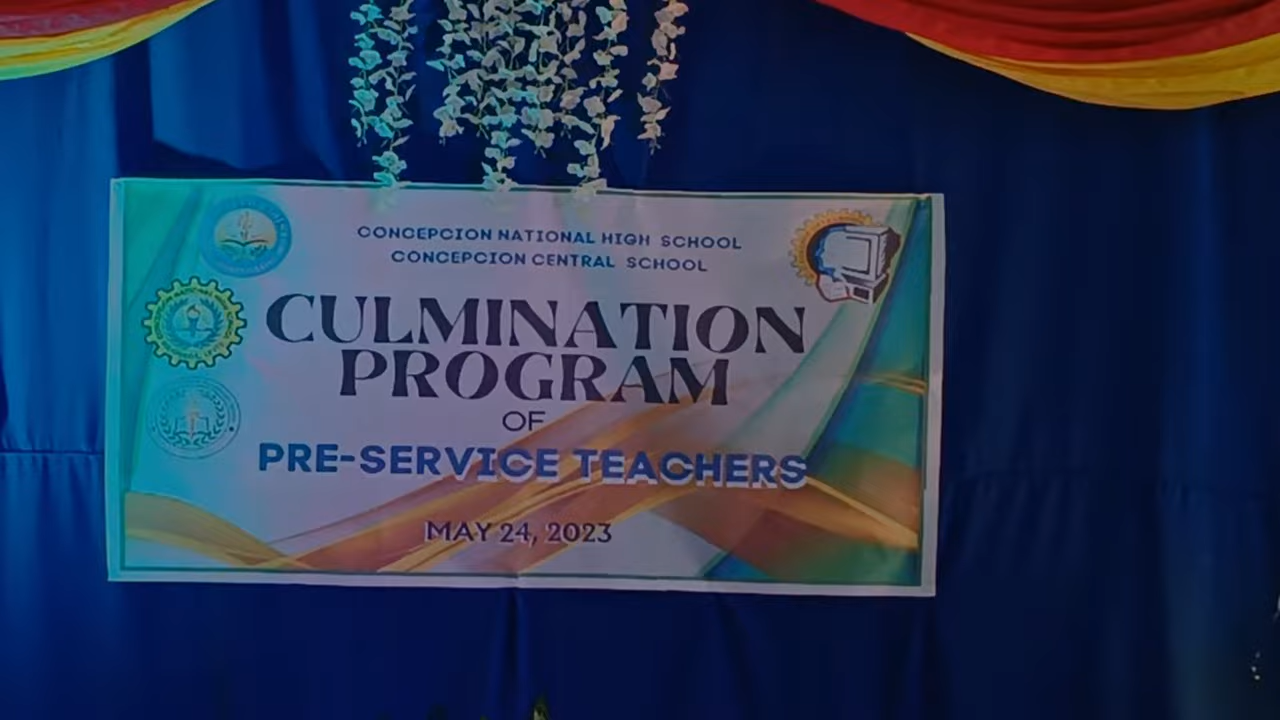 CONCEPCION NATIONAL HIGH SCHOOL
CONCEPCION CENTRAL SCHOOL
CULMINATION
PROGRAM
OF
PRE-SERVICE TEACHERS
MAY 24, 2023